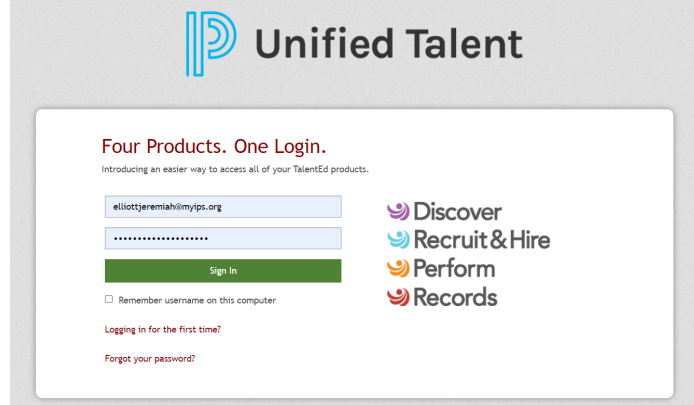 Unified Talent
Four Products. One Login.
Introducing an easier way to access all of your TalentEd products.
elliottjeremiah@myips.org
••••••••••••••••••••
Sign In
Remember username on this computer
Logging in for the first time?
Forgot your password?
Discover
Recruit & Hire
Perform
Records